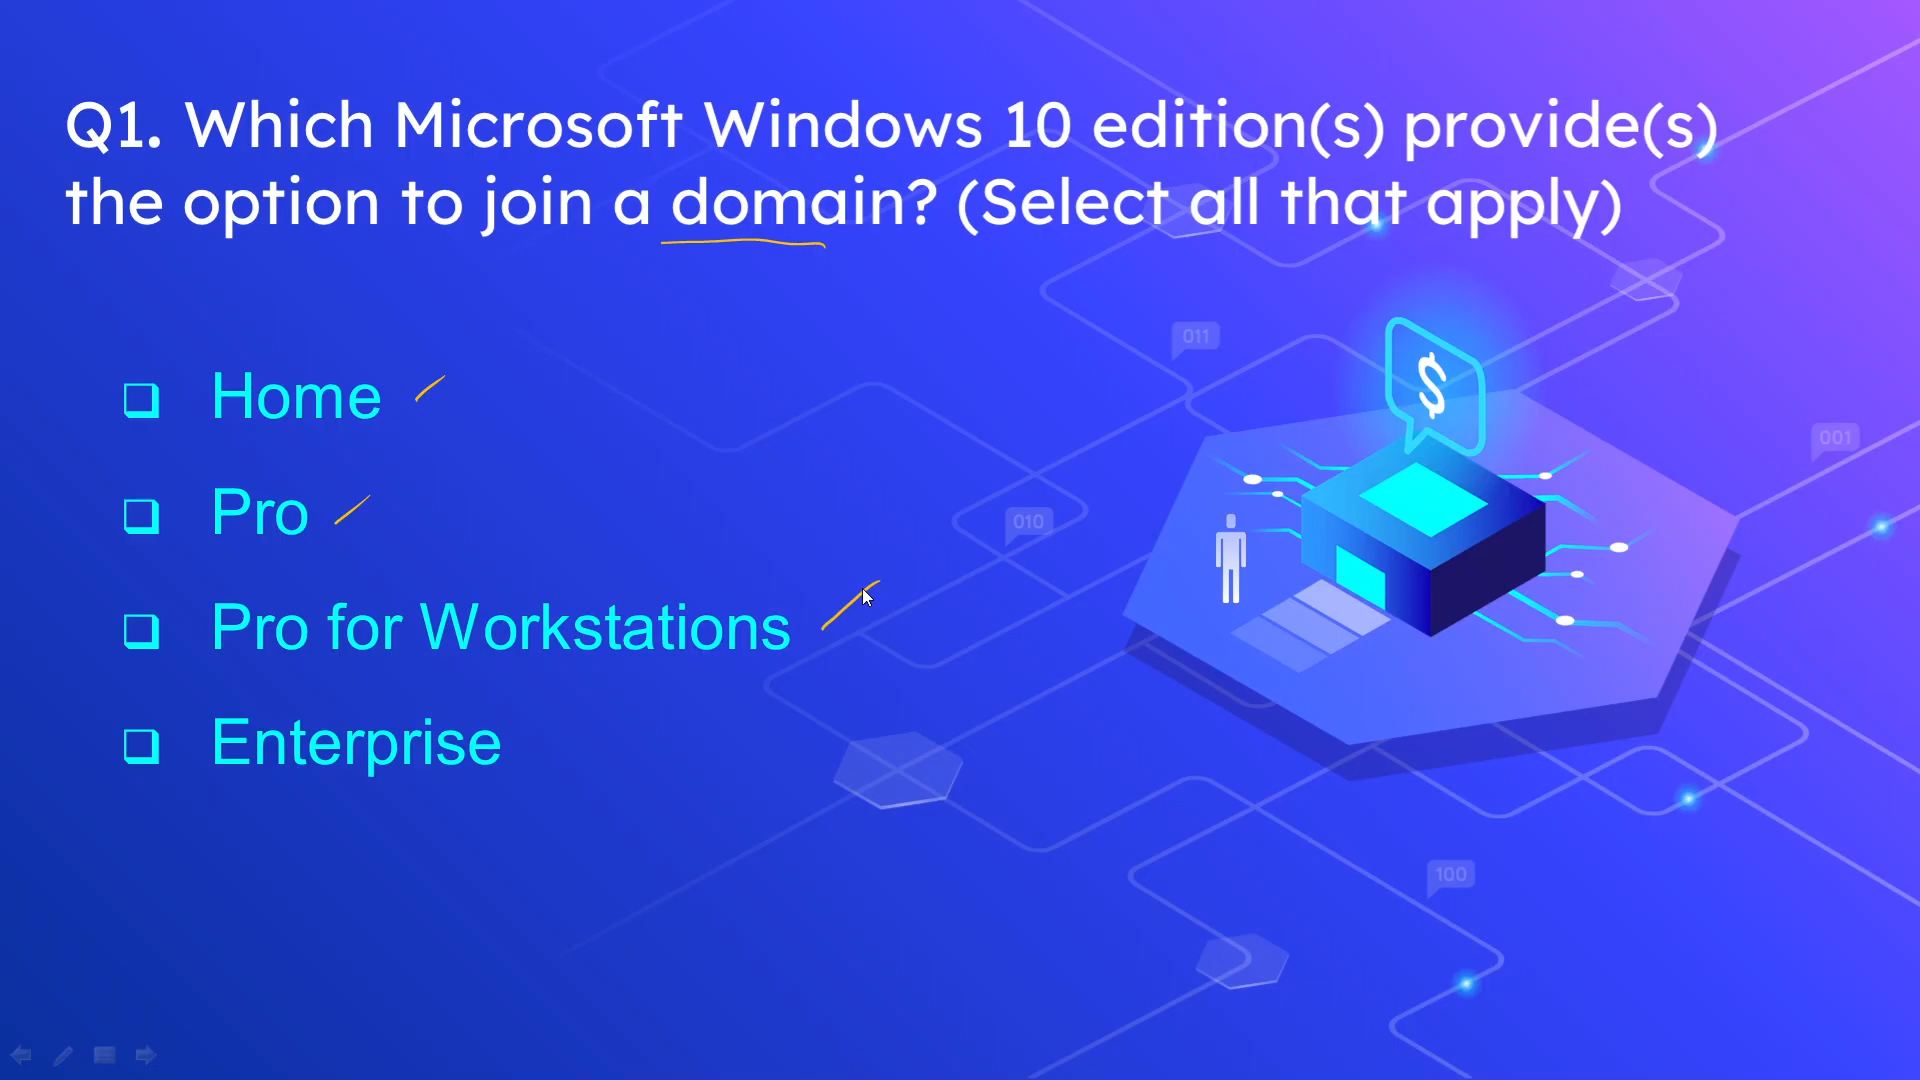 Q1. Which Microsoft Windows 10 edition(s) provide(s)
the option to join a domain? (Select all that apply)
Home
Pro
Pro for Workstations
Enterprise
$
011
001
010
100